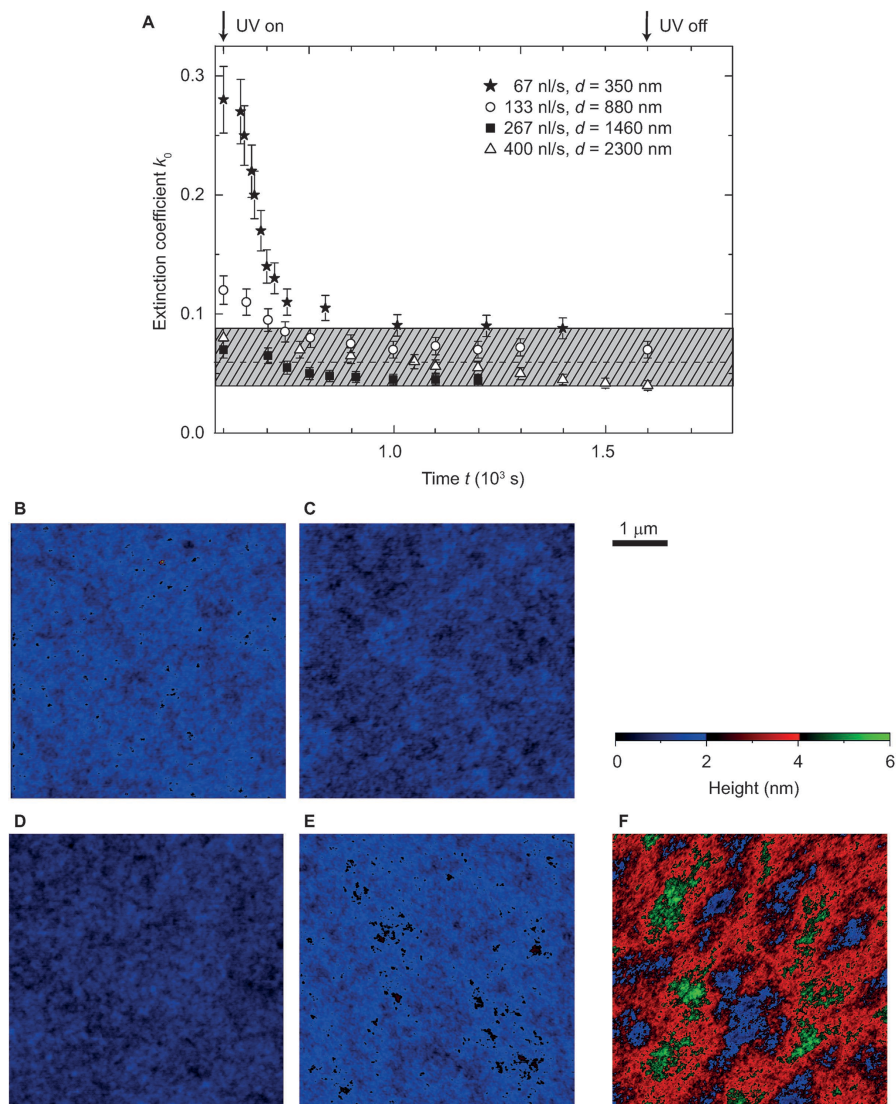 UV on
UV off
A
67 nl/s, d = 350 nm
133 nl/s, d = 880 nm
267 nl/s, d = 1460 nm
400 nl/s, d = 2300 nm
Extinction coefficient k₀
0.3
0.2
0.1
0.0
1.0 1.5
Time t (10³ s)
B C
1 μm
0 2 4 6
Height (nm)
D E F